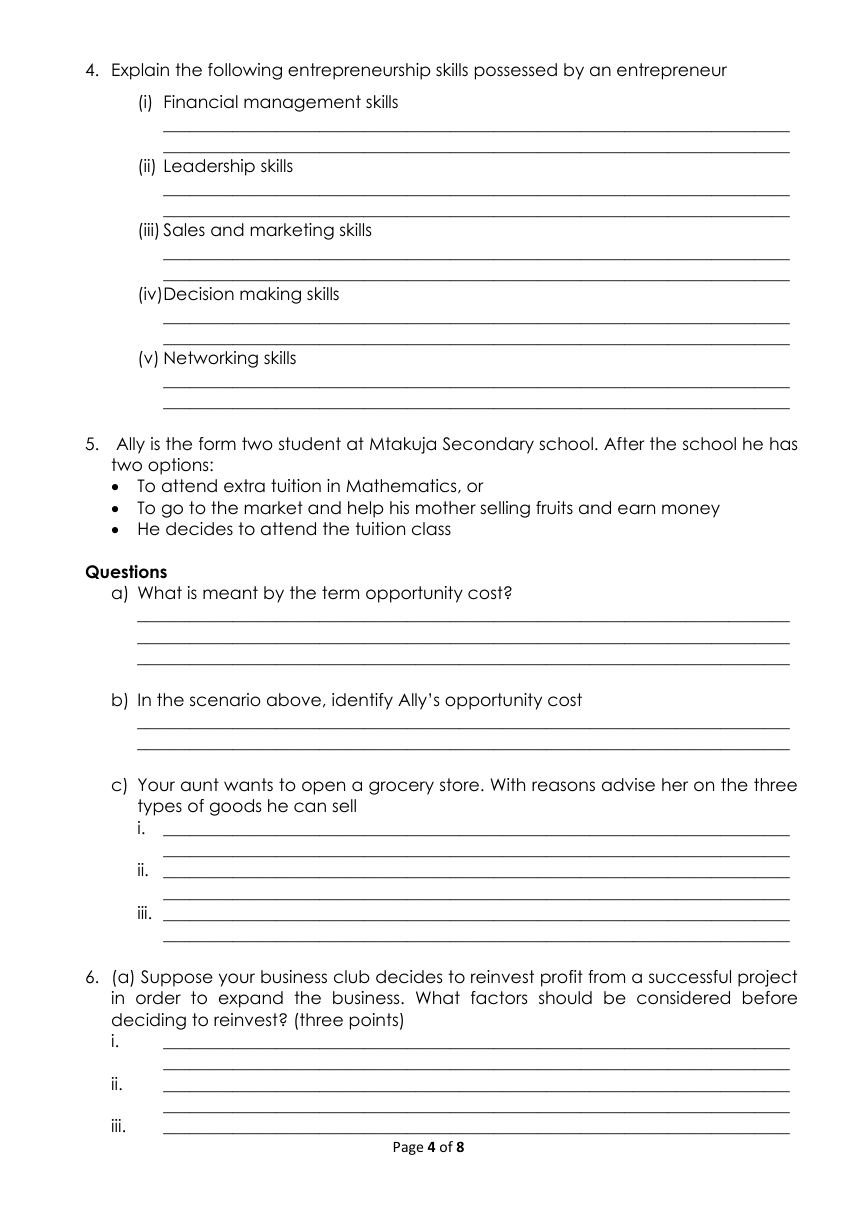 4. Explain the following entrepreneurship skills possessed by an entrepreneur
(i) Financial management skills
(ii) Leadership skills
(iii) Sales and marketing skills
(iv)Decision making skills
(v) Networking skills
5. Ally is the form two student at Mtakuja Secondary school. After the school he has
two options:
• To attend extra tuition in Mathematics, or
• To go to the market and help his mother selling fruits and earn money
• He decides to attend the tuition class
Questions
a) What is meant by the term opportunity cost?
b) In the scenario above, identify Ally's opportunity cost
c) Your aunt wants to open a grocery store. With reasons advise her on the three
types of goods he can sell
i.
ii.
iii.
6. (a) Suppose your business club decides to reinvest profit from a successful project
in order to expand the business. What factors should be considered before
deciding to reinvest? (three points)
i.
ii.
iii.
Page 4 of 8